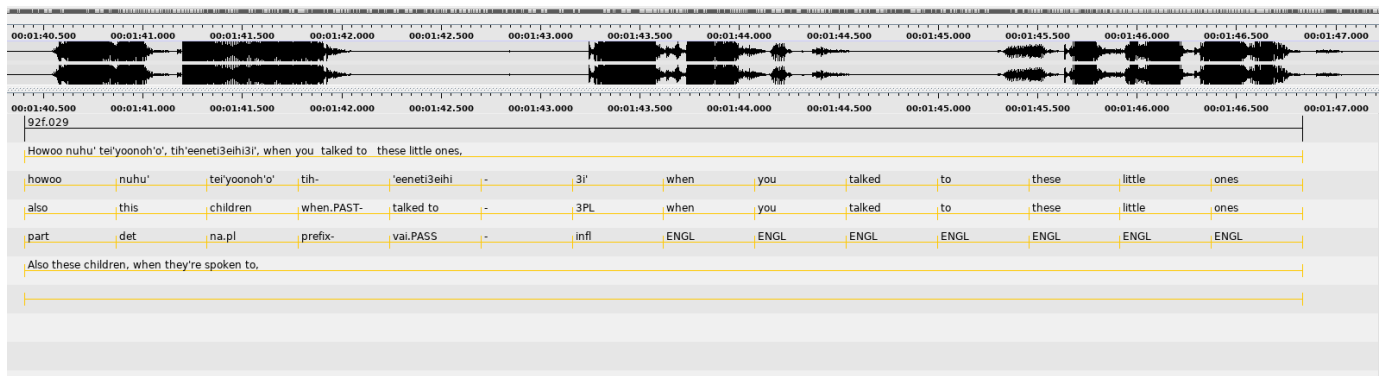 00:01:40.500 00:01:41.000 00:01:41.500 00:01:42.000 00:01:42.500 00:01:43.000 00:01:43.500 00:01:44.000 00:01:44.500 00:01:45.000 00:01:45.500 00:01:46.000 00:01:46.500 00:01:47.000
00:01:40.500 00:01:41.000 00:01:41.500 00:01:42.000 00:01:42.500 00:01:43.000 00:01:43.500 00:01:44.000 00:01:44.500 00:01:45.000 00:01:45.500 00:01:46.000 00:01:46.500 00:01:47.000
92f.029
Howoo nuhu' tei'yoonoh'o', tih'eeneti3eihi3i', when you talked to these little ones,
howoo nuhu' tei'yoonoh'o' tih- 'eeneti3eihi - 3i' when you talked to these little ones
also this children when.PAST- talked to - 3PL when you talked to these little ones
part det na.pl prefix- vai.PASS - infl ENGL ENGL ENGL ENGL ENGL ENGL ENGL
Also these children, when they're spoken to,